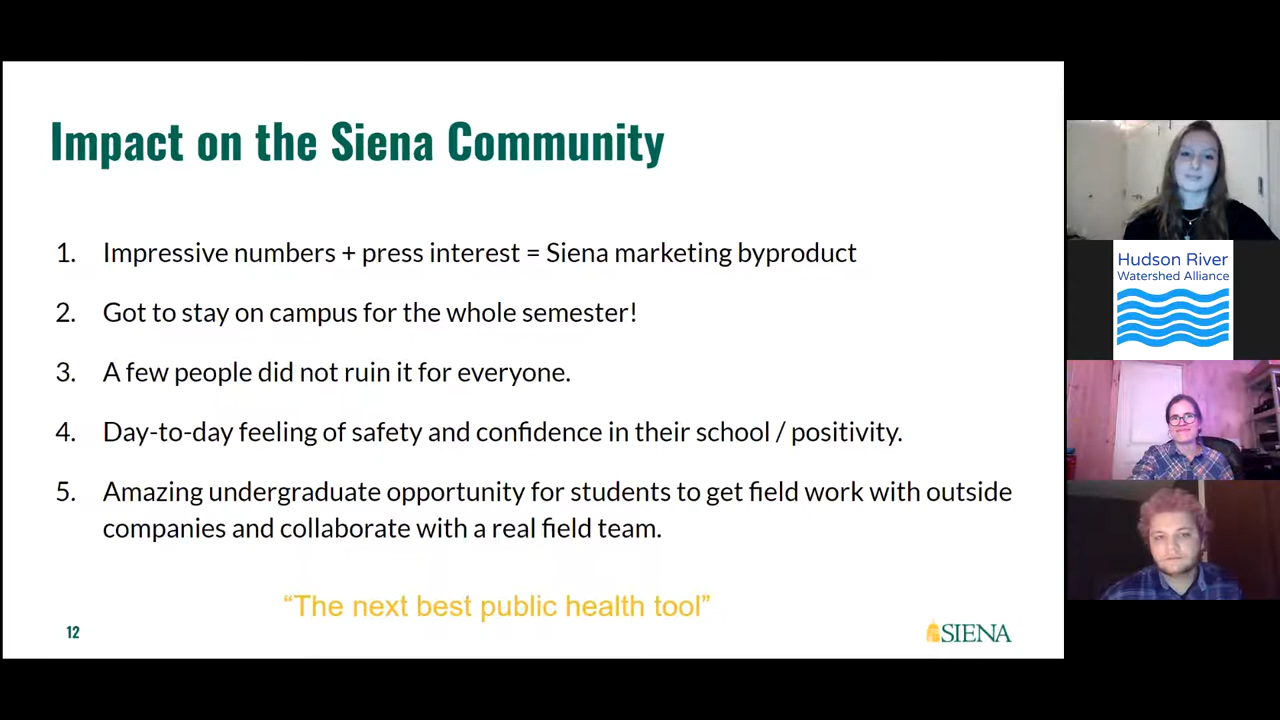 Impact on the Siena Community
1. Impressive numbers + press interest = Siena marketing byproduct
2. Got to stay on campus for the whole semester!
3. A few people did not ruin it for everyone.
4. Day-to-day feeling of safety and confidence in their school / positivity.
5. Amazing undergraduate opportunity for students to get field work with outside
companies and collaborate with a real field team.
“The next best public health tool”
12
SIENA
Hudson River
Watershed Alliance